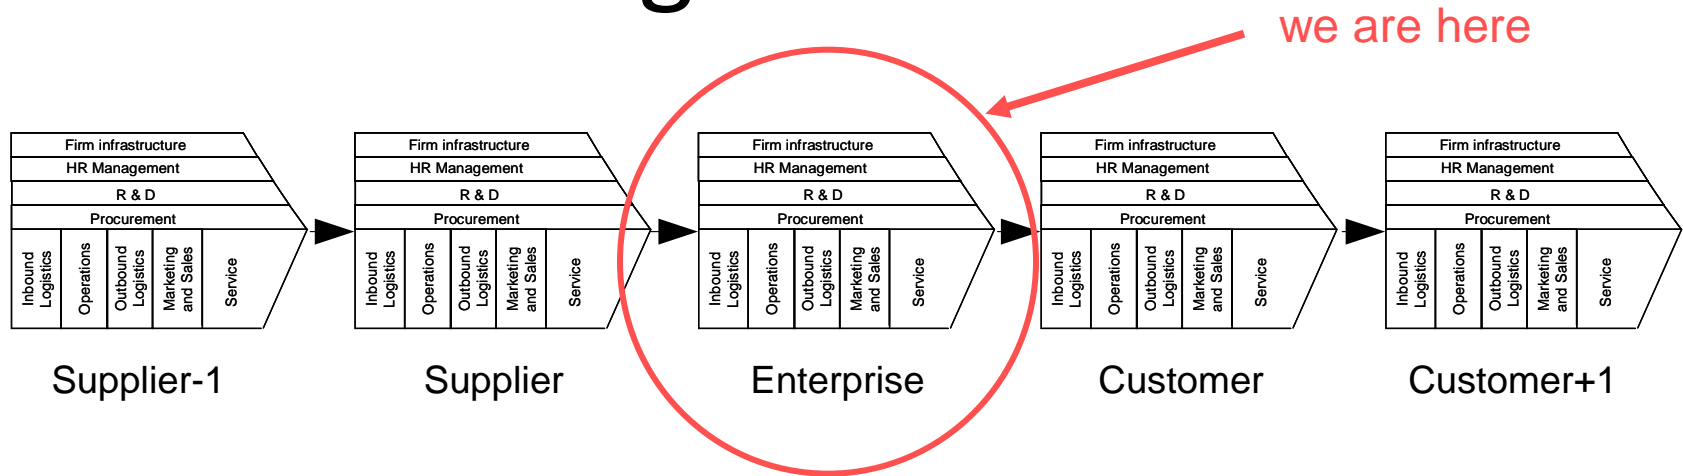 we are here
Firm infrastructure
HR Management
R & D
Procurement
Inbound
Logistics
Operations
Outbound
Logistics
Marketing
and Sales
Service
Supplier-1
Firm infrastructure
HR Management
R & D
Procurement
Inbound
Logistics
Operations
Outbound
Logistics
Marketing
and Sales
Service
Supplier
Firm infrastructure
HR Management
R & D
Procurement
Inbound
Logistics
Operations
Outbound
Logistics
Marketing
and Sales
Service
Enterprise
Firm infrastructure
HR Management
R & D
Procurement
Inbound
Logistics
Operations
Outbound
Logistics
Marketing
and Sales
Service
Customer
Firm infrastructure
HR Management
R & D
Procurement
Inbound
Logistics
Operations
Outbound
Logistics
Marketing
and Sales
Service
Customer+1